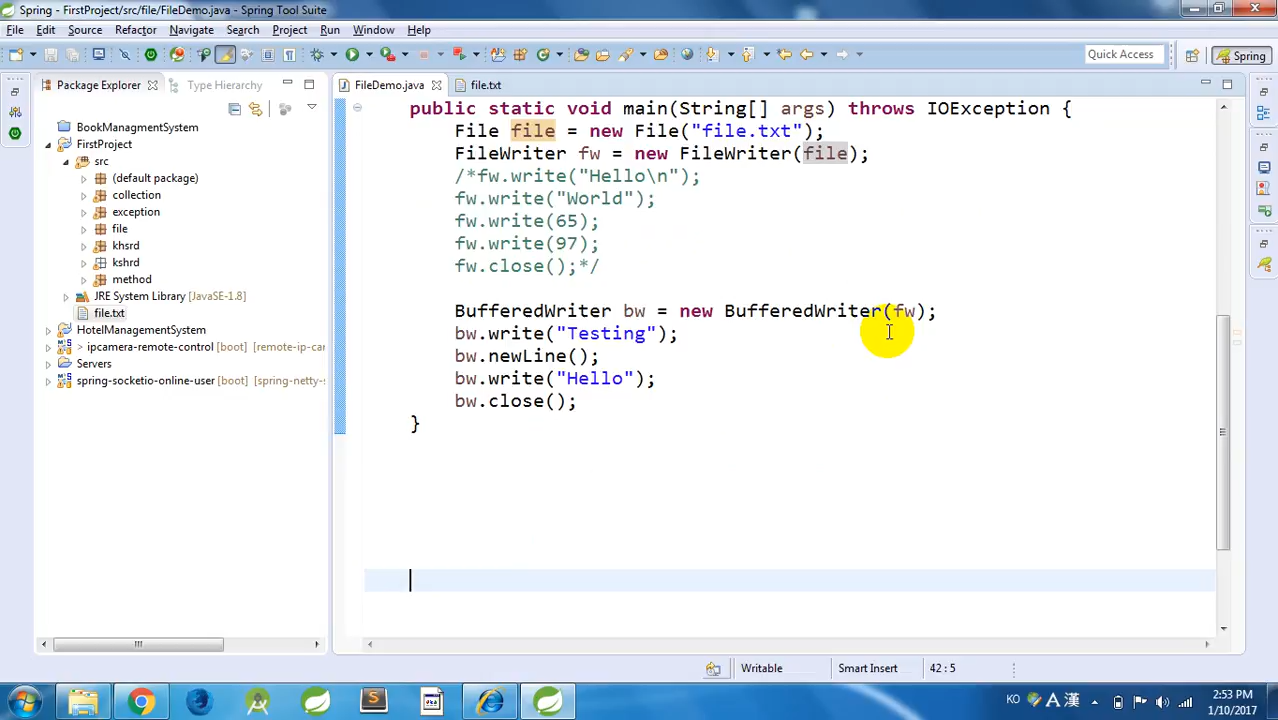 Spring - FirstProject/src/file/FileDemo.java - Spring Tool Suite
File Edit Source Refactor Navigate Search Project Run Window Help
Quick Access
Spring
Package Explorer
Type Hierarchy
FileDemo.java
file.txt
BookManagmentSystem
FirstProject
src
(default package)
collection
exception
file
khsrd
kshrd
method
JRE System Library [JavaSE-1.8]
file.txt
HotelManagementSystem
> ipcamera-remote-control [boot] [remote-ip-ca
Servers
spring-socketio-online-user [boot] [spring-netty-
public static void main(String[] args) throws IOException {
File file = new File("file.txt");
FileWriter fw = new FileWriter(file);
/*fw.write("Hello\n");
fw.write("World");
fw.write(65);
fw.write(97);
fw.close();*/
BufferedWriter bw = new BufferedWriter(fw);
bw.write("Testing");
bw.newLine();
bw.write("Hello");
bw.close();
}
Writable
Smart Insert
42 : 5
KO
A 漢
2:53 PM
1/10/2017